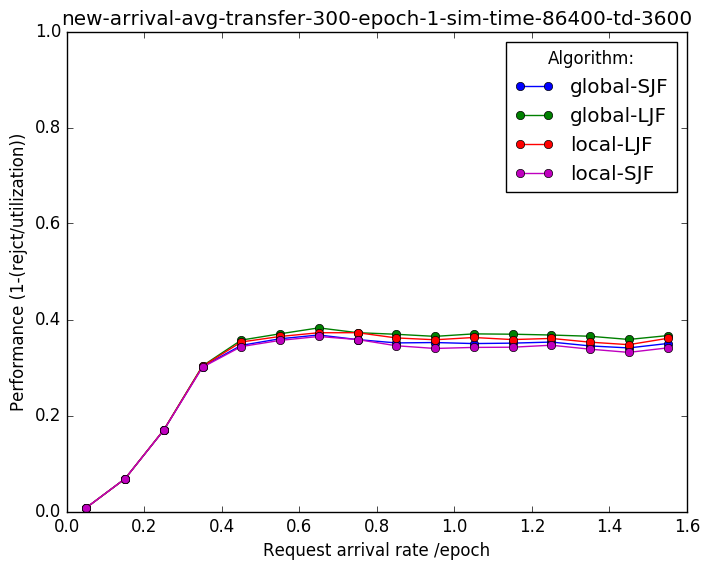 new-arrival-avg-transfer-300-epoch-1-sim-time-86400-td-3600
1.0
0.8
0.6
0.4
0.2
0.0
Performance (1-(rejct/utilization))
Algorithm:
global-SJF
global-LJF
local-LJF
local-SJF
0.0 0.2 0.4 0.6 0.8 1.0 1.2 1.4 1.6
Request arrival rate /epoch